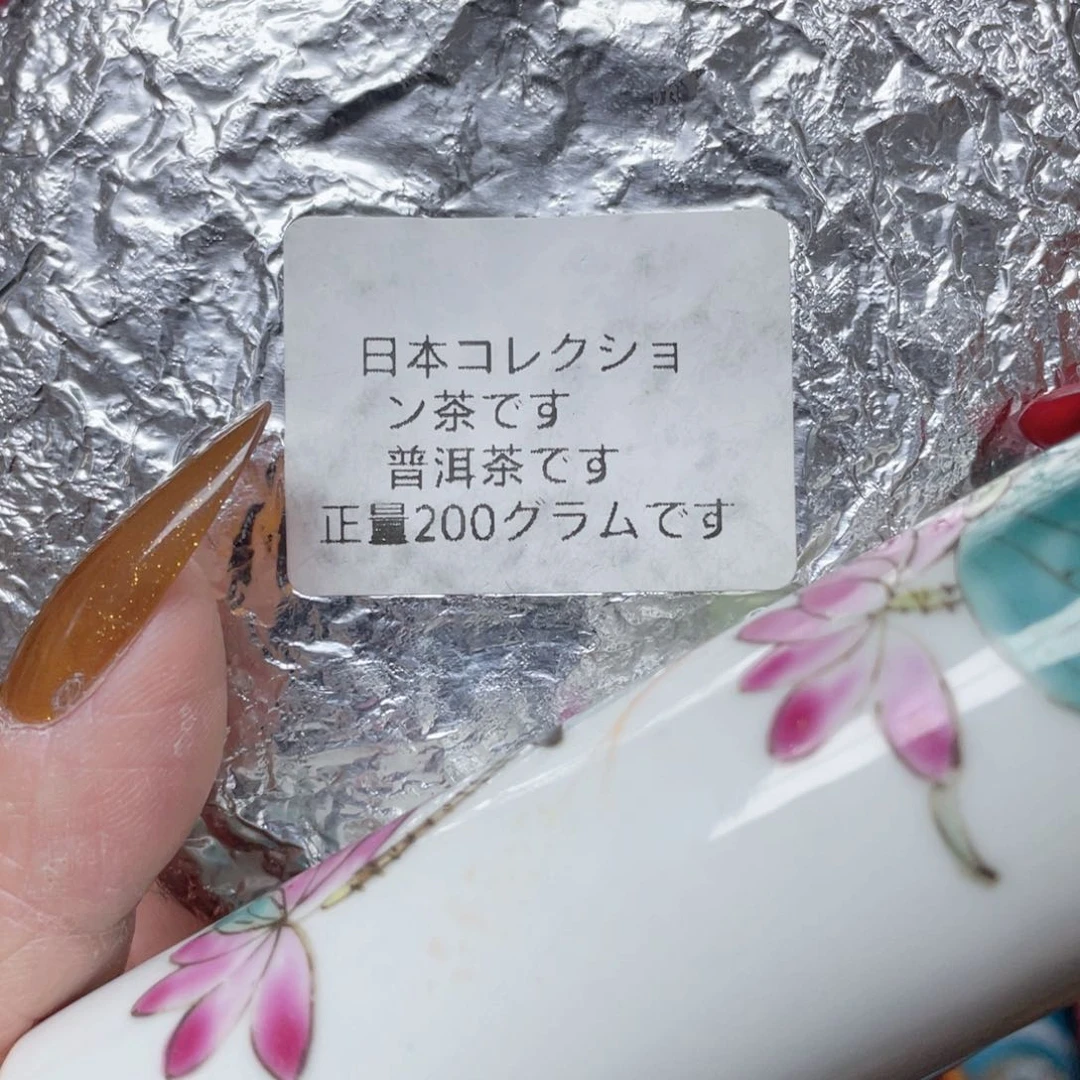 日本コレクショ
ン茶です
普洱茶です
正量200グラムです